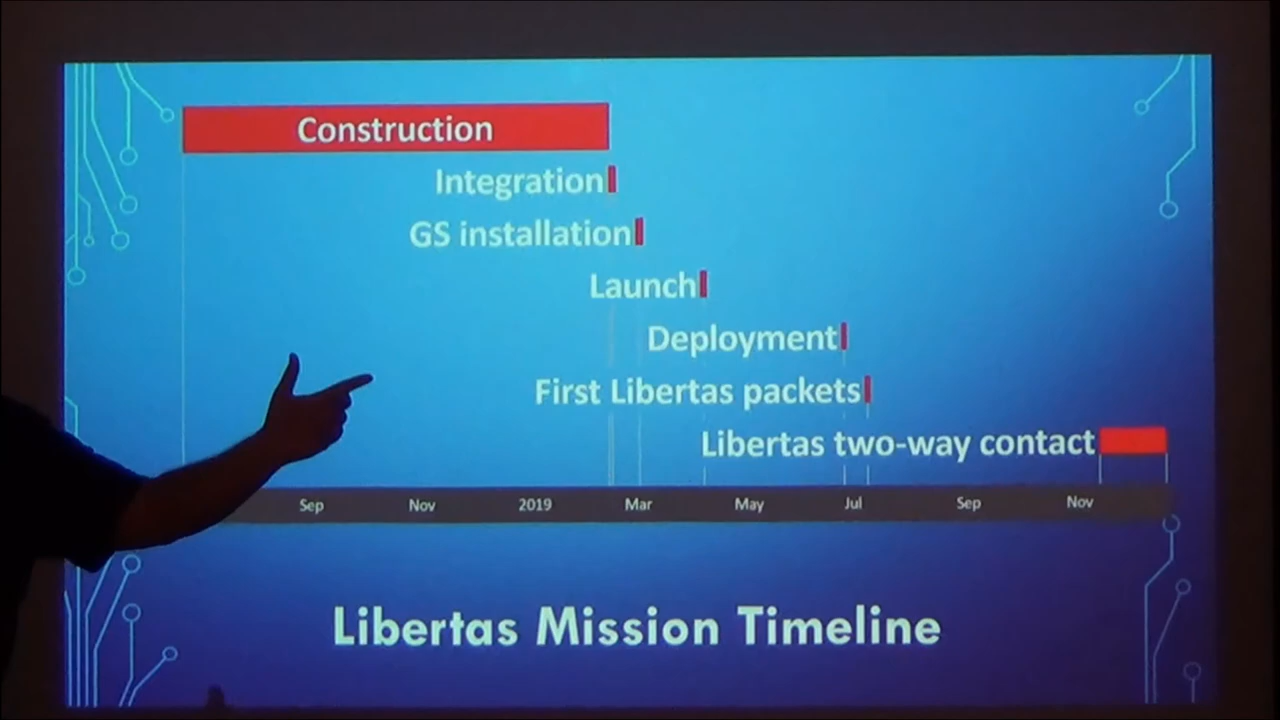 Construction
Integration
GS installation
Launch
Deployment
First Libertas packets
Libertas two-way contact
Sep Nov 2019 Mar May Jul Sep Nov
Libertas Mission Timeline